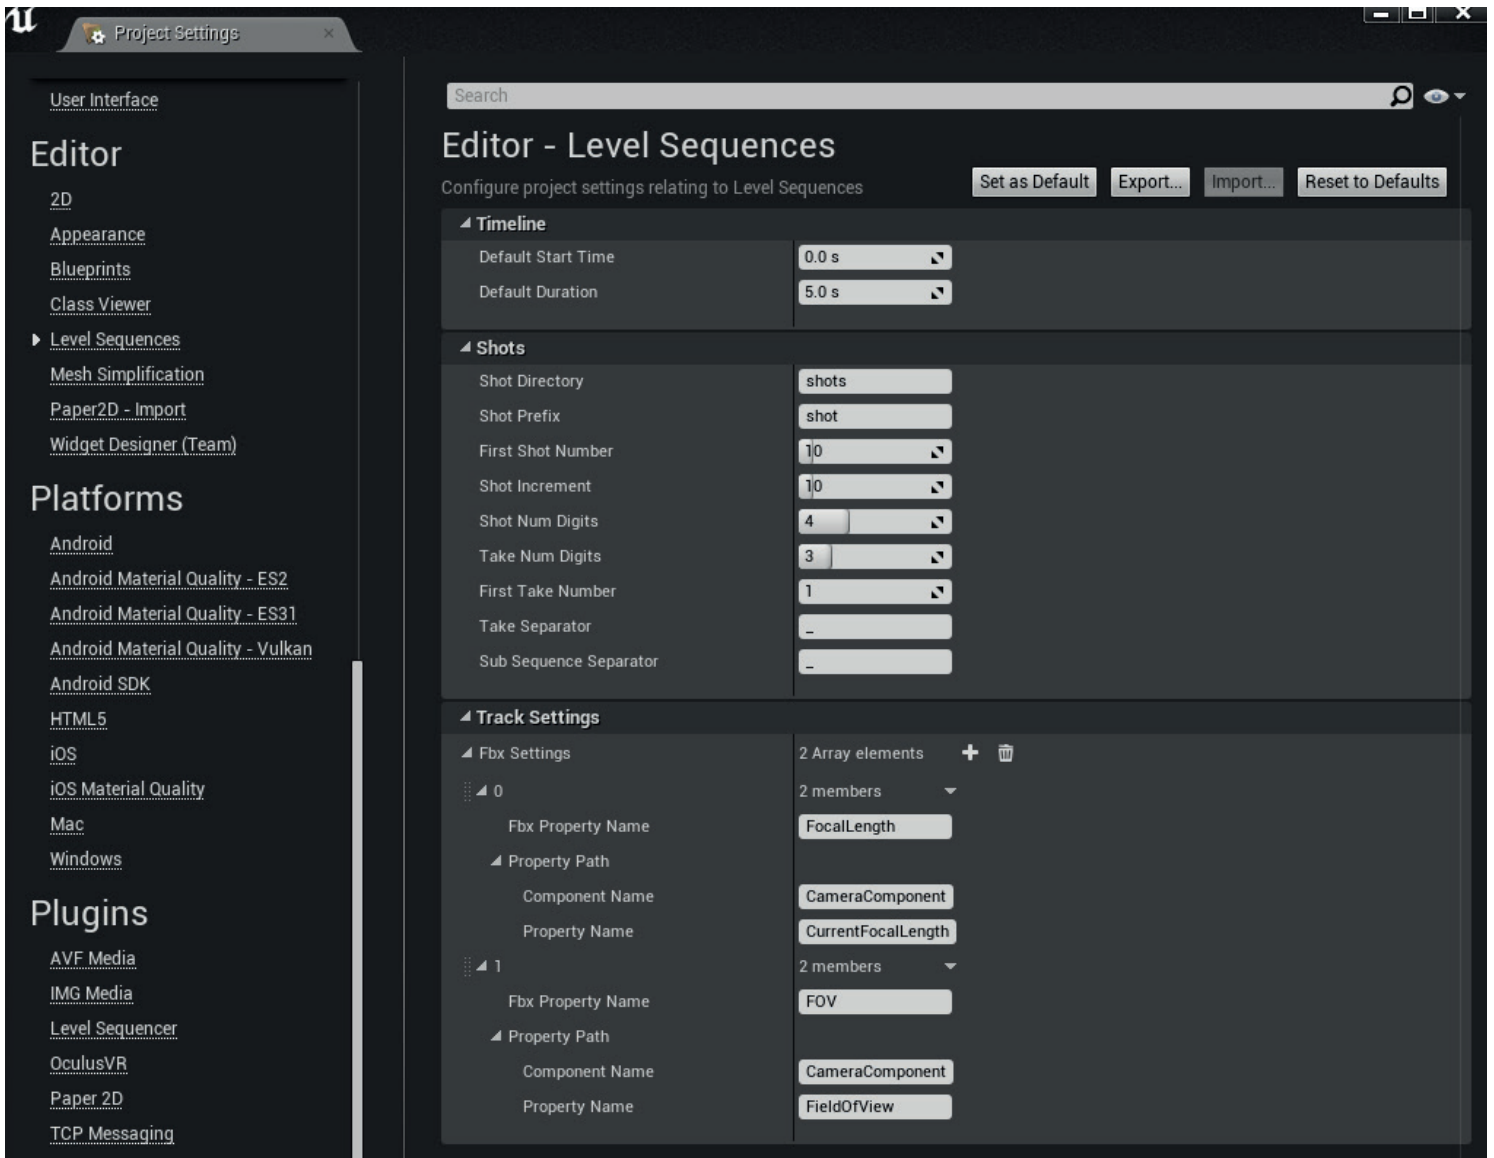 Project Settings
User Interface
Editor
2D
Appearance
Blueprints
Class Viewer
Level Sequences
Mesh Simplification
Paper2D - Import
Widget Designer (Team)
Platforms
Android
Android Material Quality - ES2
Android Material Quality - ES31
Android Material Quality - Vulkan
Android SDK
HTML5
iOS
iOS Material Quality
Mac
Windows
Plugins
AVF Media
IMG Media
Level Sequencer
OculusVR
Paper 2D
TCP Messaging
Search
Editor - Level Sequences
Configure project settings relating to Level Sequences
Set as Default Export... Import... Reset to Defaults
Timeline
Default Start Time 0.0 s
Default Duration 5.0 s
Shots
Shot Directory shots
Shot Prefix shot
First Shot Number 10
Shot Increment 10
Shot Num Digits 4
Take Num Digits 3
First Take Number 1
Take Separator _
Sub Sequence Separator _
Track Settings
Fbx Settings 2 Array elements
0 2 members
Fbx Property Name FocalLength
Property Path
Component Name CameraComponent
Property Name CurrentFocalLength
1 2 members
Fbx Property Name FOV
Property Path
Component Name CameraComponent
Property Name FieldOfView